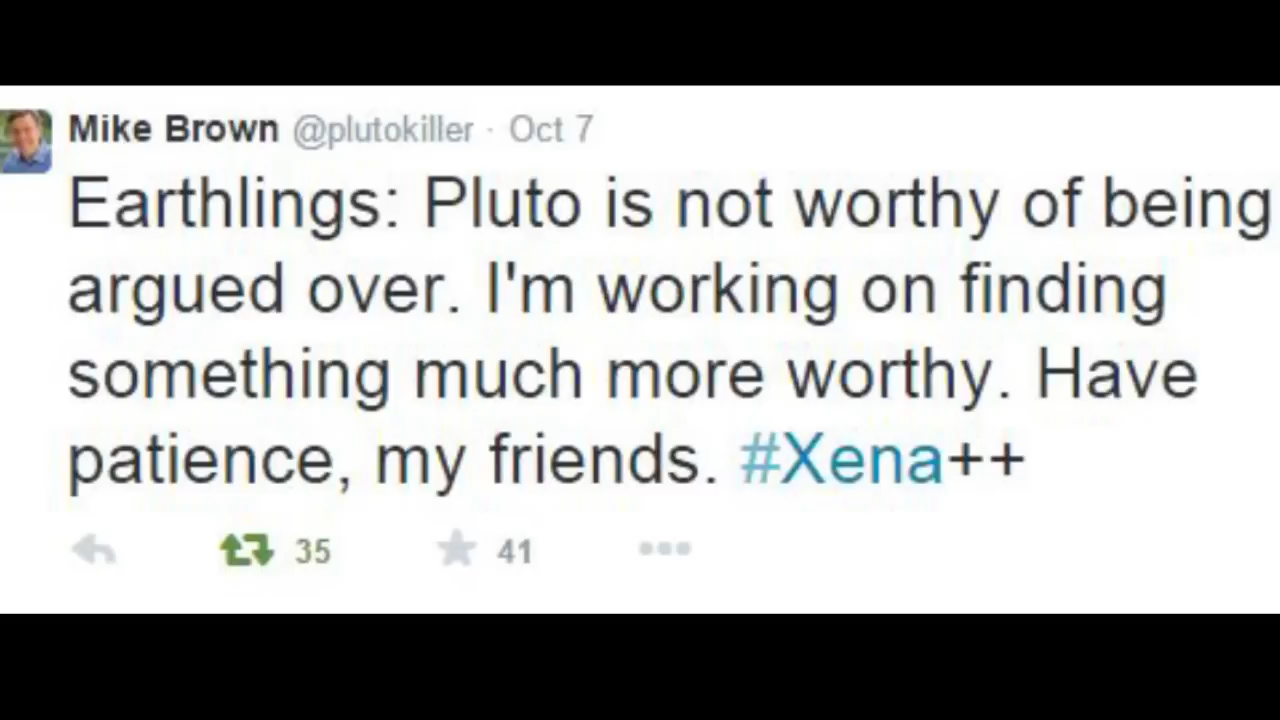 Mike Brown @plutokiller · Oct 7
Earthlings: Pluto is not worthy of being
argued over. I'm working on finding
something much more worthy. Have
patience, my friends. #Xena++
35 41